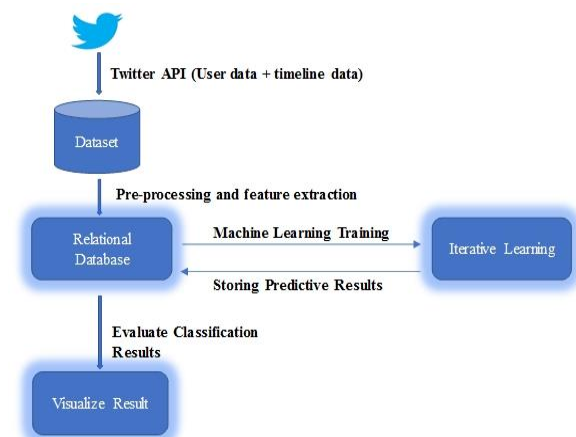 Twitter API (User data + timeline data)
Dataset
Pre-processing and feature extraction
Relational
Database
Machine Learning Training
Iterative Learning
Storing Predictive Results
Evaluate Classification
Results
Visualize Result